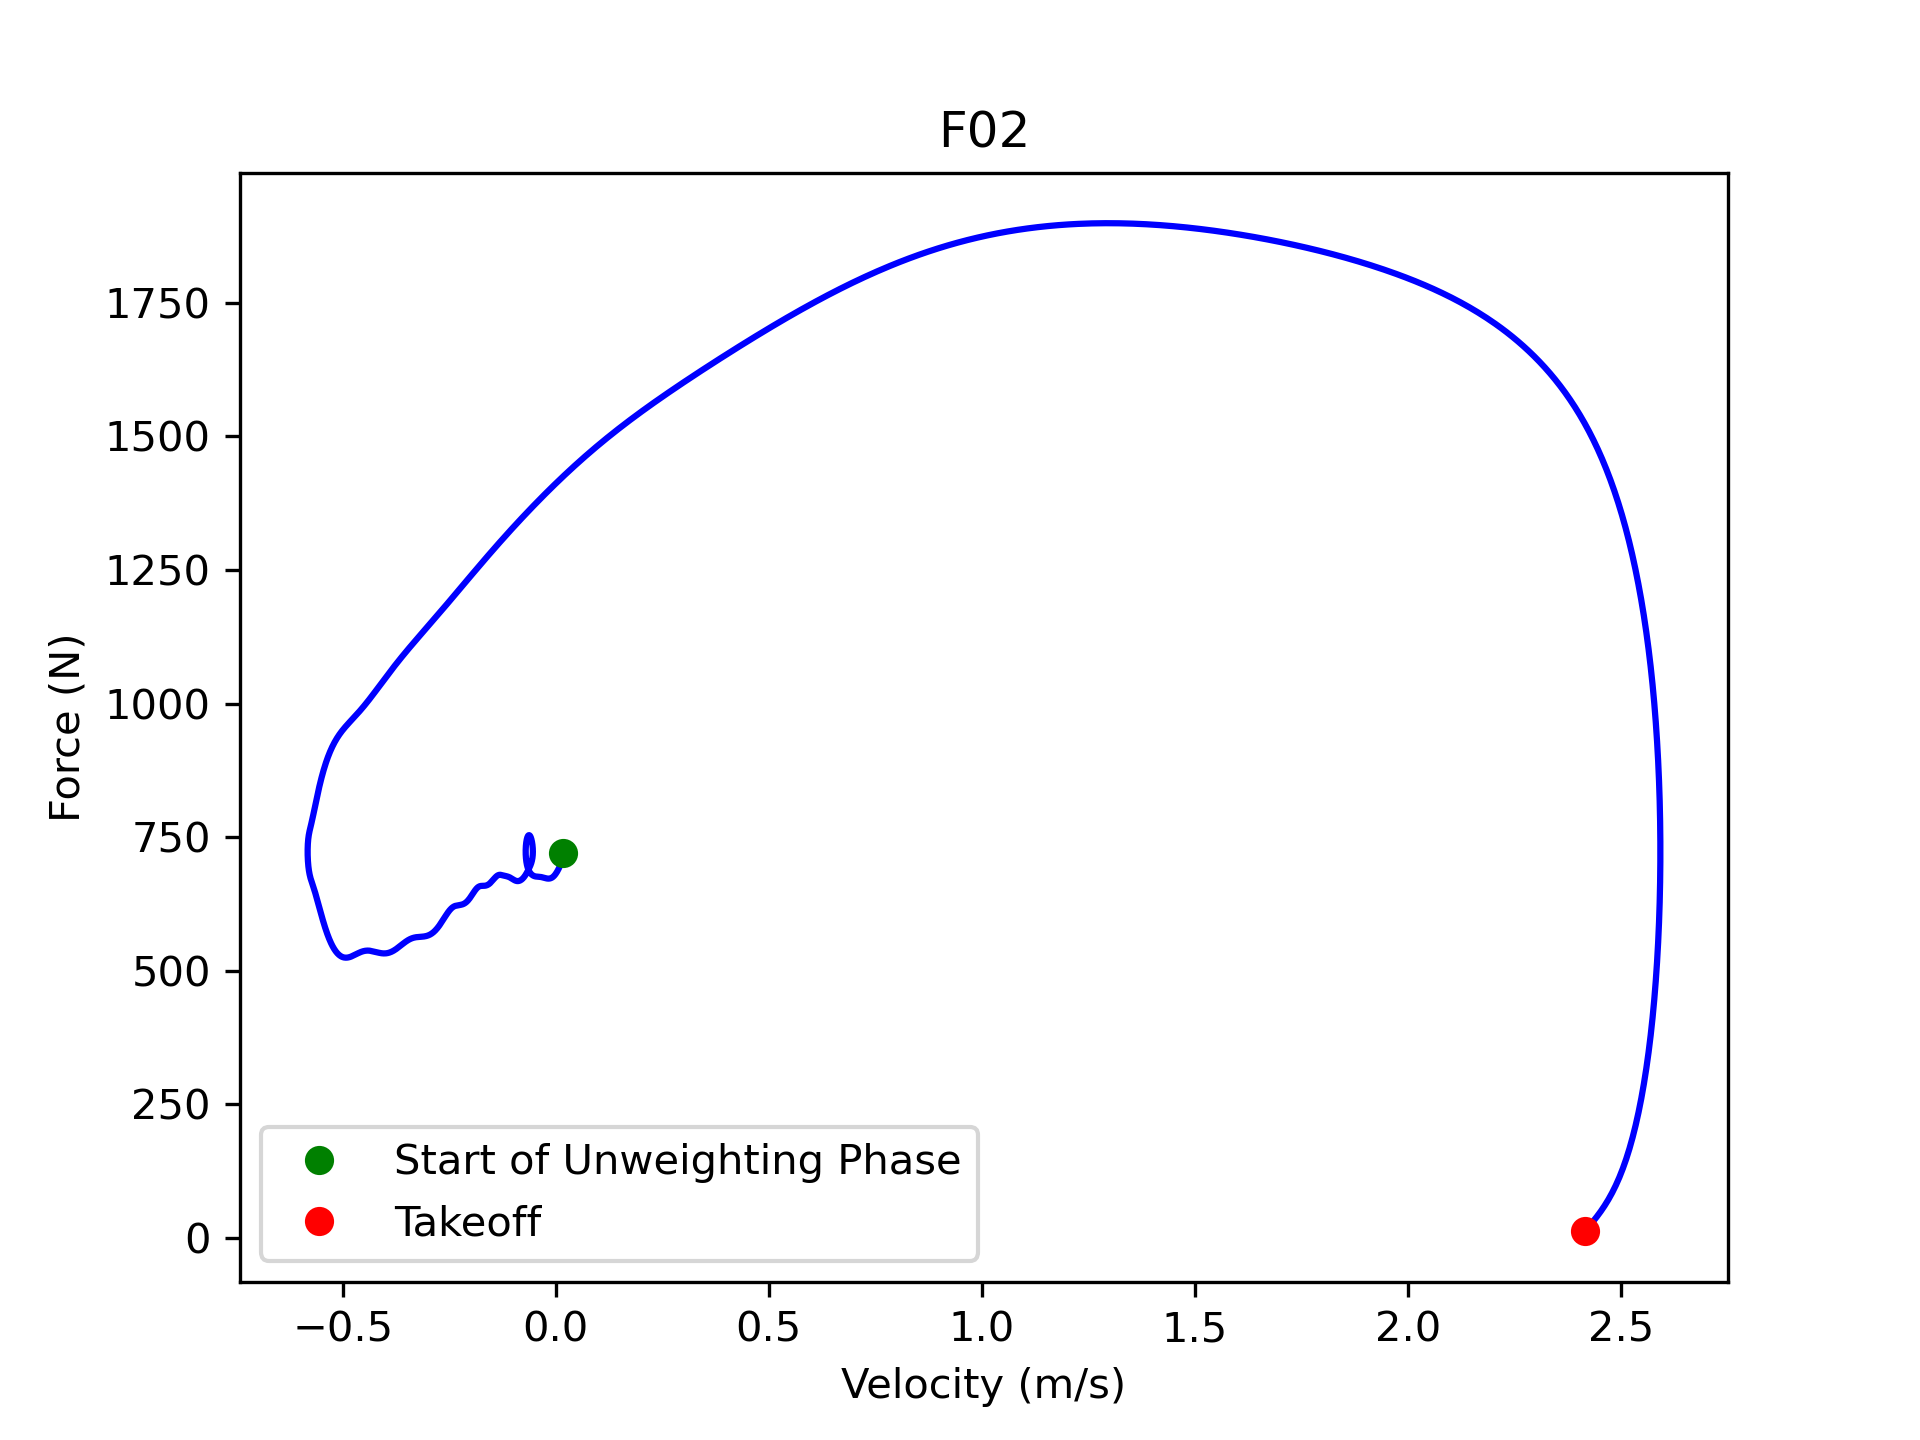 F02
Force (N)
1750
1500
1250
1000
750
500
250
0
Start of Unweighting Phase
Takeoff
−0.5 0.0 0.5 1.0 1.5 2.0 2.5
Velocity (m/s)